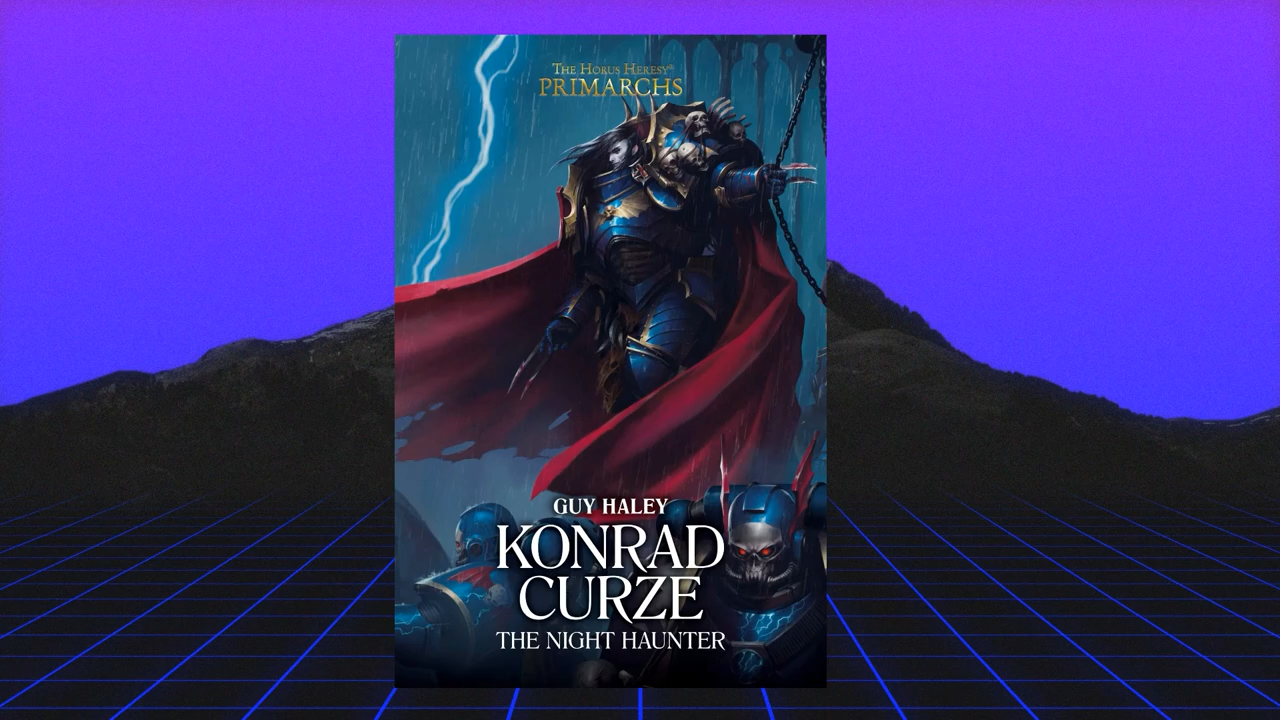 THE HORUS HERESY®
PRIMARCHS
GUY HALEY
KONRAD
CURZE
THE NIGHT HAUNTER